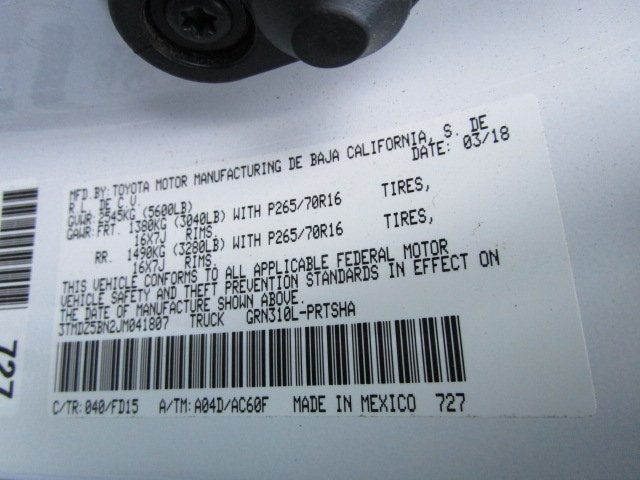 MFD.BY:TOYOTA MOTOR MANUFACTURING DE BAJA CALIFORNIA, S. DE
R.L. DE C.V. DATE: 03/18
GVWR: 2545KG (5600LB)
GAWR:FRT. 1380KG (3040LB) WITH P265/70R16 TIRES,
16X7J RIMS,
RR. 1490KG (3280LB) WITH P265/70R16 TIRES,
16X7J RIMS,
THIS VEHICLE CONFORMS TO ALL APPLICABLE FEDERAL MOTOR
VEHICLE SAFETY AND THEFT PREVENTION STANDARDS IN EFFECT ON
THE DATE OF MANUFACTURE SHOWN ABOVE.
3TMDZ5BN2JM041807 TRUCK GRN310L-PRTSHA
C/TR:040/FD15 A/TM:A04D/AC60F MADE IN MEXICO 727
727